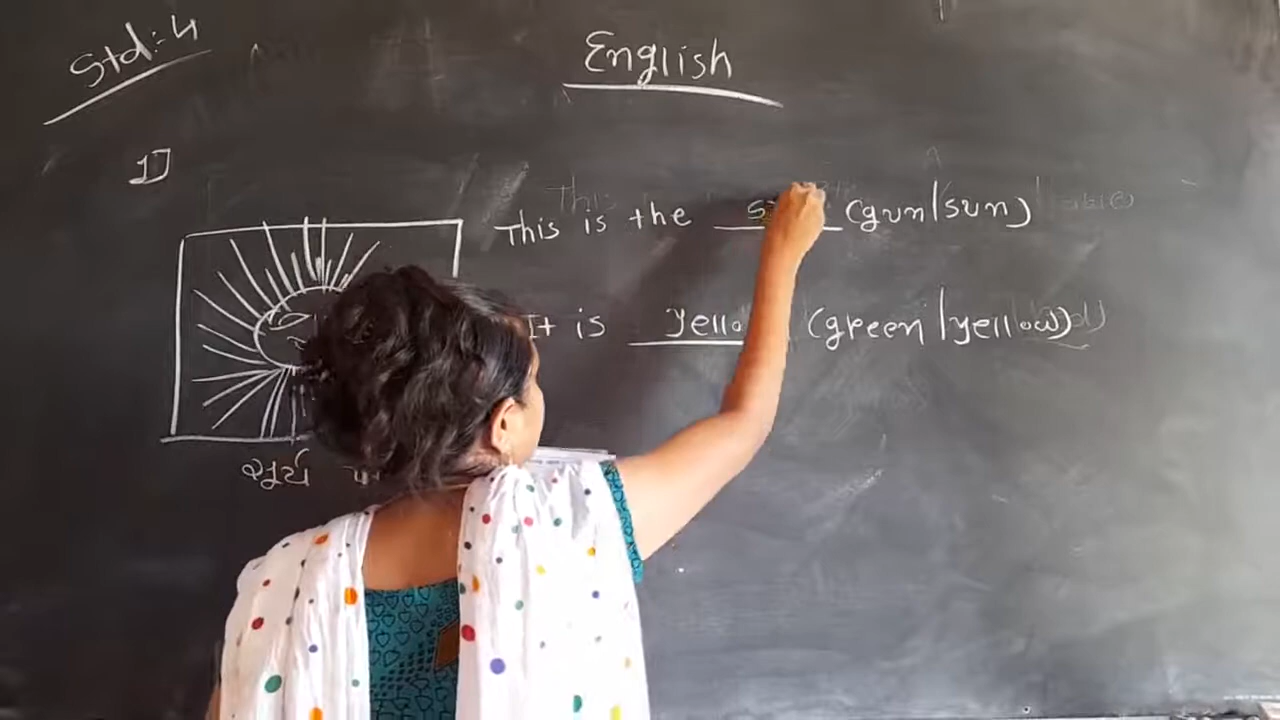 Std:- 4
English
1]
This is the s (gun/sun)
It is yello (green/yellow)
સૂર્ય